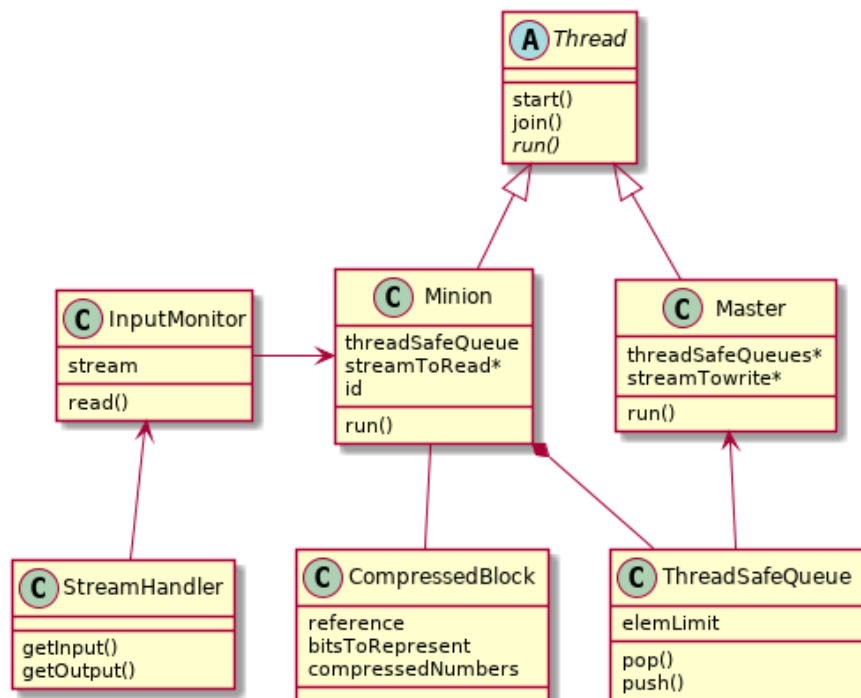 A Thread
start()
join()
run()
C InputMonitor
stream
read()
C Minion
threadSafeQueue
streamToRead*
id
run()
C Master
threadSafeQueues*
streamTowrite*
run()
C StreamHandler
getInput()
getOutput()
C CompressedBlock
reference
bitsToRepresent
compressedNumbers
C ThreadSafeQueue
elemLimit
pop()
push()